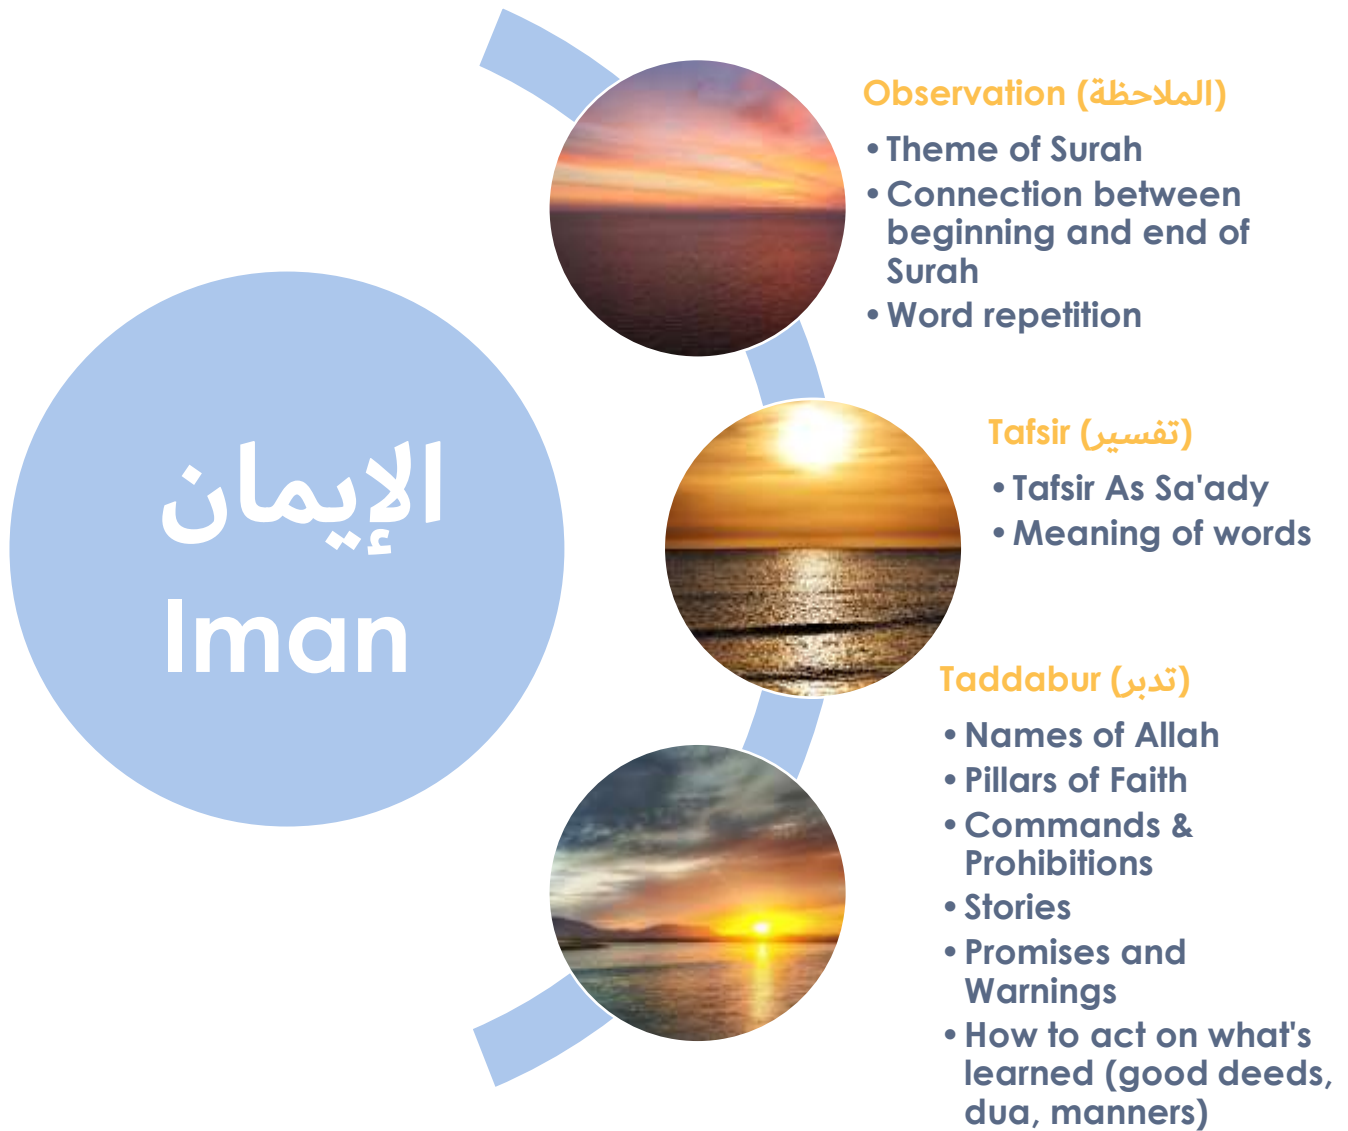 الإيمان
Iman
Observation (الملاحظة)
• Theme of Surah
• Connection between
beginning and end of
Surah
• Word repetition
Tafsir (تفسير)
• Tafsir As Sa'ady
• Meaning of words
Taddabur (تدبر)
• Names of Allah
• Pillars of Faith
• Commands &
Prohibitions
• Stories
• Promises and
Warnings
• How to act on what's
learned (good deeds,
dua, manners)